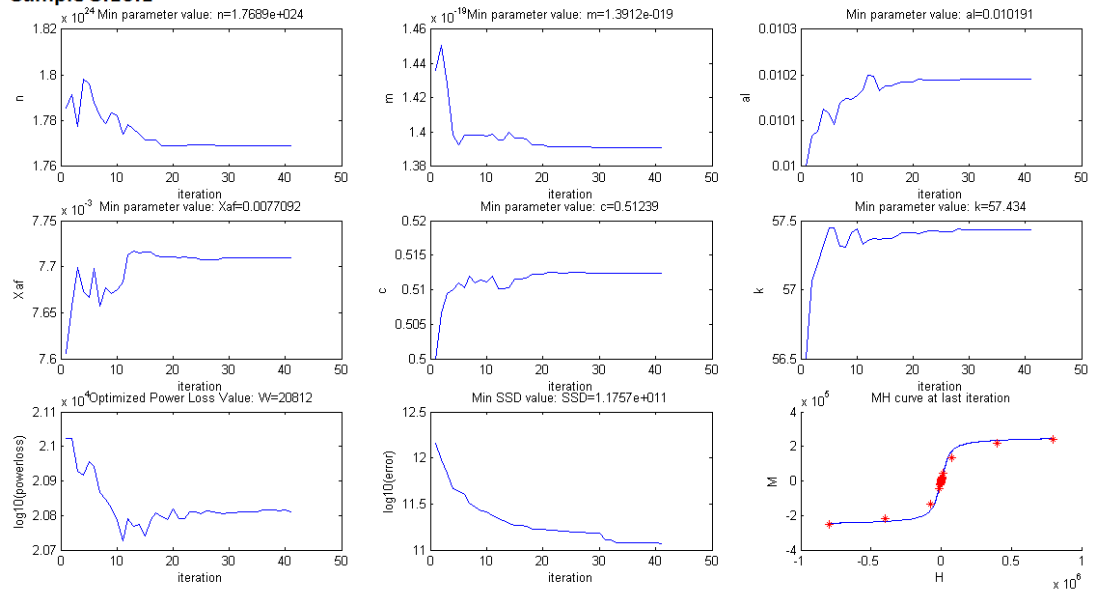 x 10^24 Min parameter value: n=1.7689e+024
1.82
1.8
1.78
1.76
n
0 10 20 30 40 50
iteration
x 10^-19 Min parameter value: m=1.3912e-019
1.46
1.44
1.42
1.4
1.38
m
0 10 20 30 40 50
iteration
Min parameter value: al=0.010191
0.0103
0.0102
0.0101
0.01
al
0 10 20 30 40 50
iteration
x 10^-3 Min parameter value: Xaf=0.0077092
7.75
7.7
7.65
7.6
Xaf
0 10 20 30 40 50
iteration
Min parameter value: c=0.51239
0.52
0.515
0.51
0.505
0.5
c
0 10 20 30 40 50
iteration
Min parameter value: k=57.434
57.5
57
56.5
k
0 10 20 30 40 50
iteration
x 10^4 Optimized Power Loss Value: W=20812
2.11
2.1
2.09
2.08
2.07
log10(powerloss)
0 10 20 30 40 50
iteration
Min SSD value: SSD=1.1757e+011
12.5
12
11.5
11
log10(error)
0 10 20 30 40 50
iteration
x 10^5 MH curve at last iteration
4
2
0
-2
-4
M
-1 -0.5 0 0.5 1
H
x 10^6